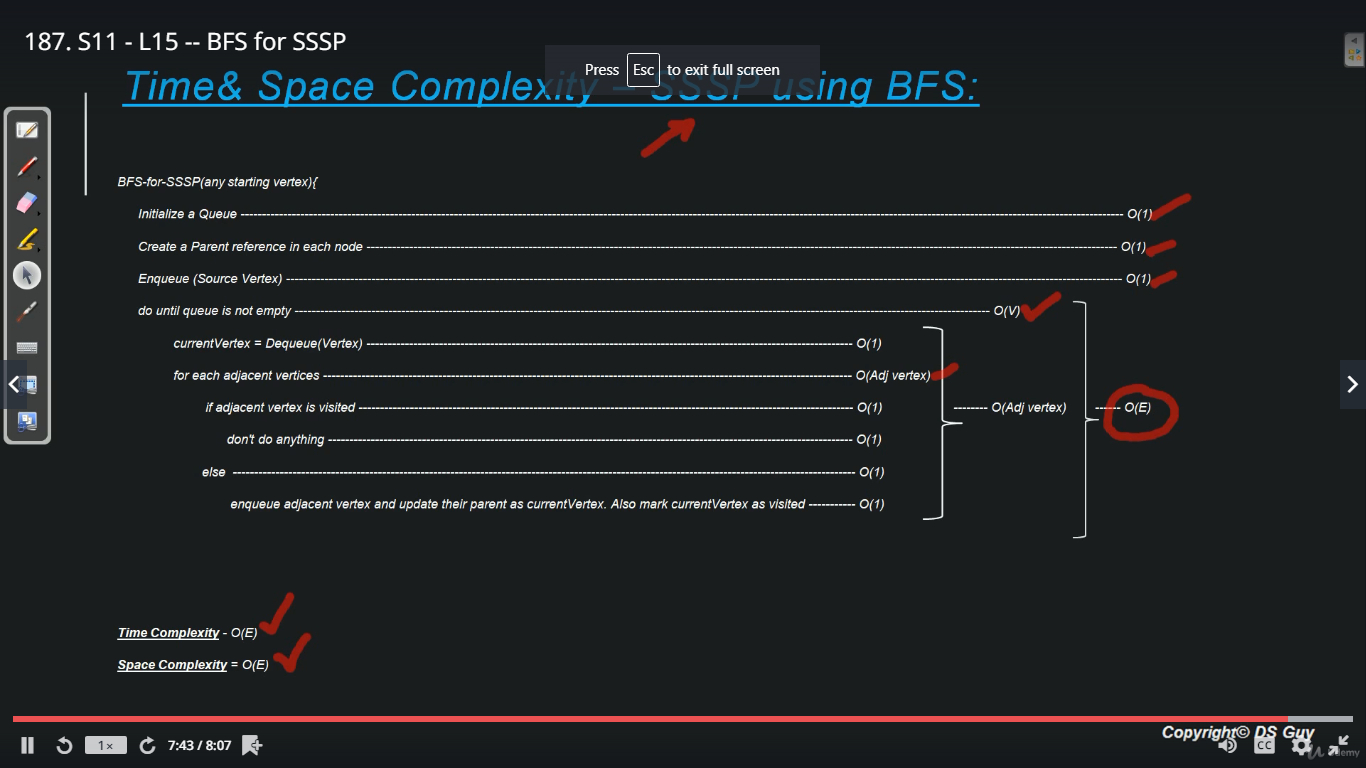 187. S11 - L15 -- BFS for SSSP
Press Esc to exit full screen
Time& Space Complexity – SSSP using BFS:
BFS-for-SSSP(any starting vertex){
Initialize a Queue ---------- O(1)
Create a Parent reference in each node ---------- O(1)
Enqueue (Source Vertex) ---------- O(1)
do until queue is not empty ---------- O(V)
currentVertex = Dequeue(Vertex) ---------- O(1)
for each adjacent vertices ---------- O(Adj vertex)
if adjacent vertex is visited ---------- O(1) -------- O(Adj vertex) ------ O(E)
don't do anything ---------- O(1)
else ---------- O(1)
enqueue adjacent vertex and update their parent as currentVertex. Also mark currentVertex as visited ----------- O(1)
Time Complexity - O(E)
Space Complexity = O(E)
Copyright© DS Guy
1x 7:43 / 8:07 CC
Udemy